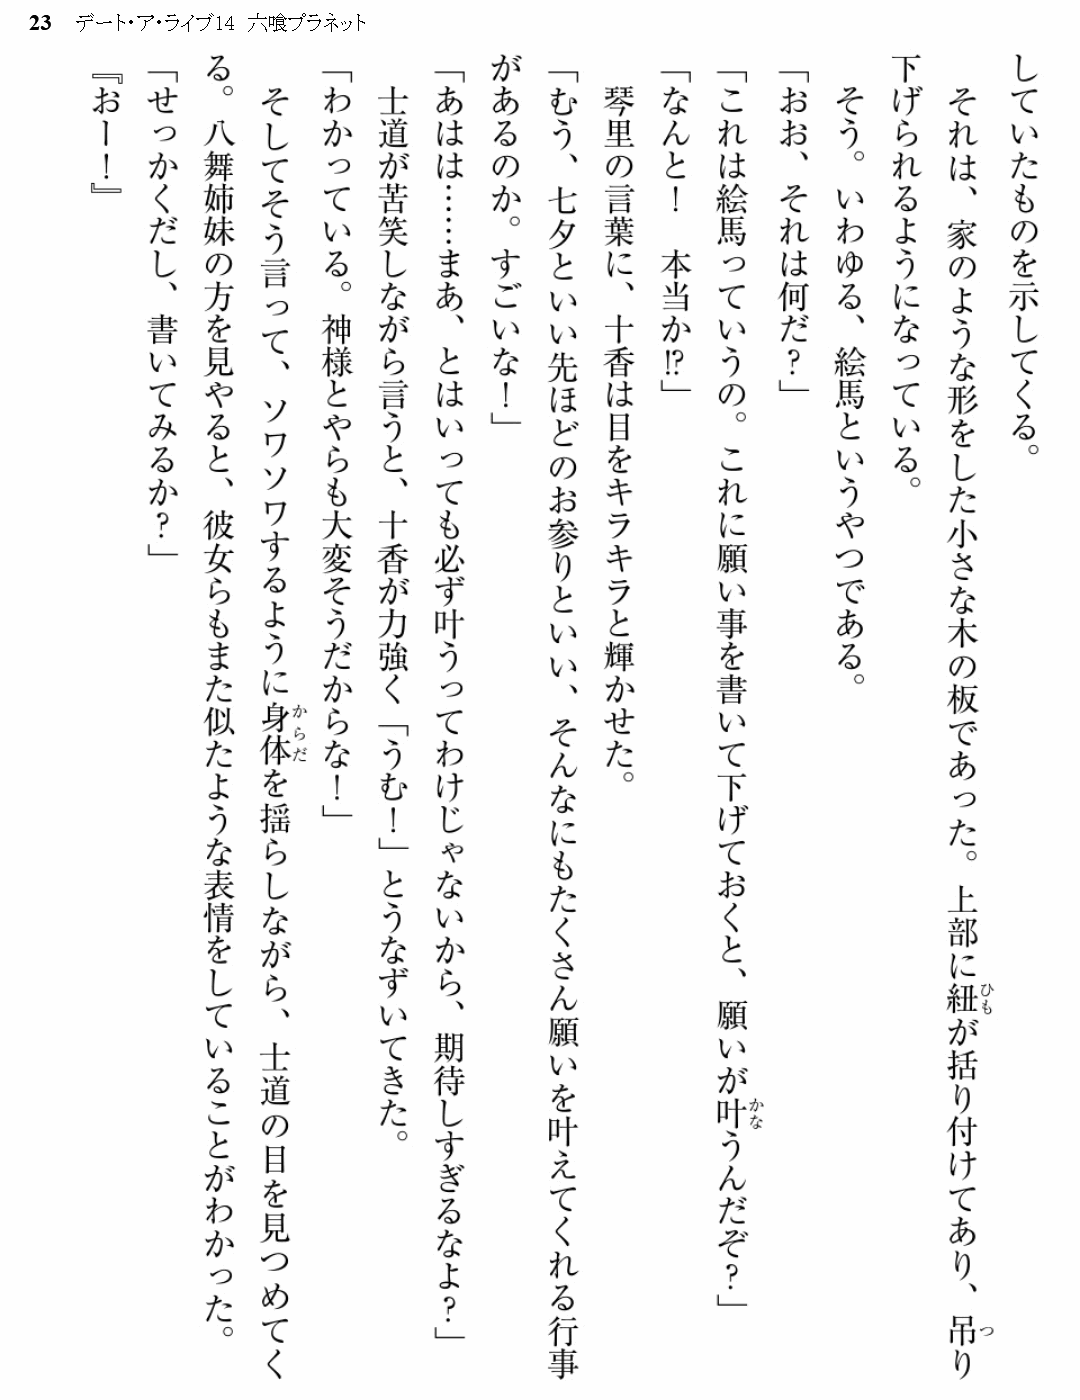 23 デート・ア・ライブ14 六喰プラネット
していたものを示してくる。
それは、家のような形をした小さな木の板であった。上部に紐が括り付けてあり、吊り
下げられるようになっている。
そう。いわゆる、絵馬というやつである。
「おお、それは何だ?」
「これは絵馬っていうの。これに願い事を書いて下げておくと、願いが叶うんだぞ?」
「なんと! 本当か⁉」
琴里の言葉に、十香は目をキラキラと輝かせた。
「むう、七夕といい先ほどのお参りといい、そんなにもたくさん願いを叶えてくれる行事
があるのか。すごいな!」
「あはは……まあ、とはいっても必ず叶うってわけじゃないから、期待しすぎるなよ?」
士道が苦笑しながら言うと、十香が力強く「うむ!」とうなずいてきた。
「わかっている。神様とやらも大変そうだからな!」
そしてそう言って、ソワソワするように身体を揺らしながら、士道の目を見つめてく
る。八舞姉妹の方を見やると、彼女らもまた似たような表情をしていることがわかった。
「せっかくだし、書いてみるか?」
『おー!』
ひも
つ
かな
からだ